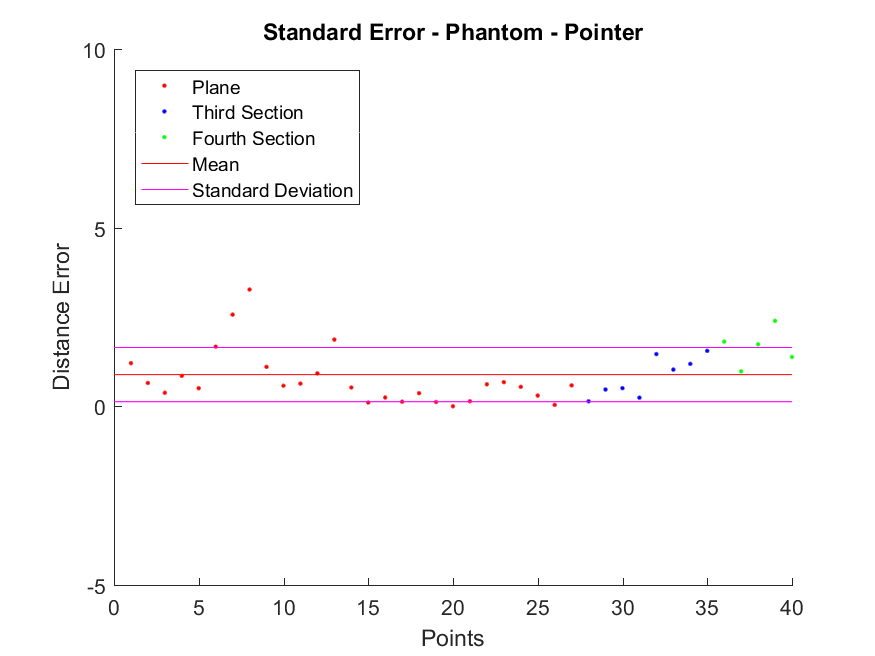 Standard Error - Phantom - Pointer
10
5
0
-5
Distance Error
Plane
Third Section
Fourth Section
Mean
Standard Deviation
0 5 10 15 20 25 30 35 40
Points